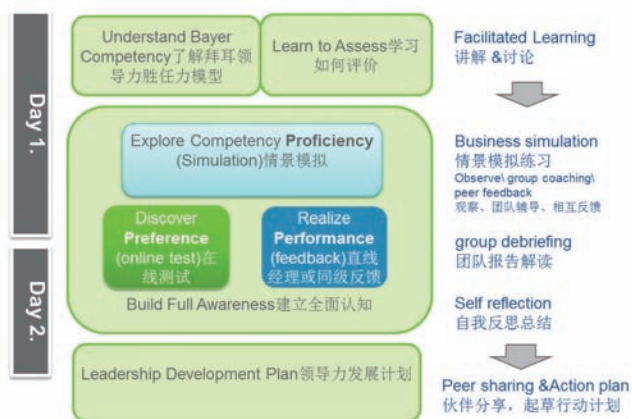 Day 1.
Understand Bayer
Competency了解拜耳领
导力胜任力模型
Learn to Assess学习
如何评价
Facilitated Learning
讲解 &讨论
Explore Competency Proficiency
(Simulation)情景模拟
Business simulation
情景模拟练习
Observe\ group coaching\
peer feedback
观察、团队辅导、相互反馈
Discover
Preference
(online test)在
线测试
Realize
Performance
(feedback)直线
经理或同级反馈
group debriefing
团队报告解读
Day 2.
Build Full Awareness建立全面认知
Self reflection
自我反思总结
Leadership Development Plan领导力发展计划
Peer sharing &Action plan
伙伴分享，起草行动计划